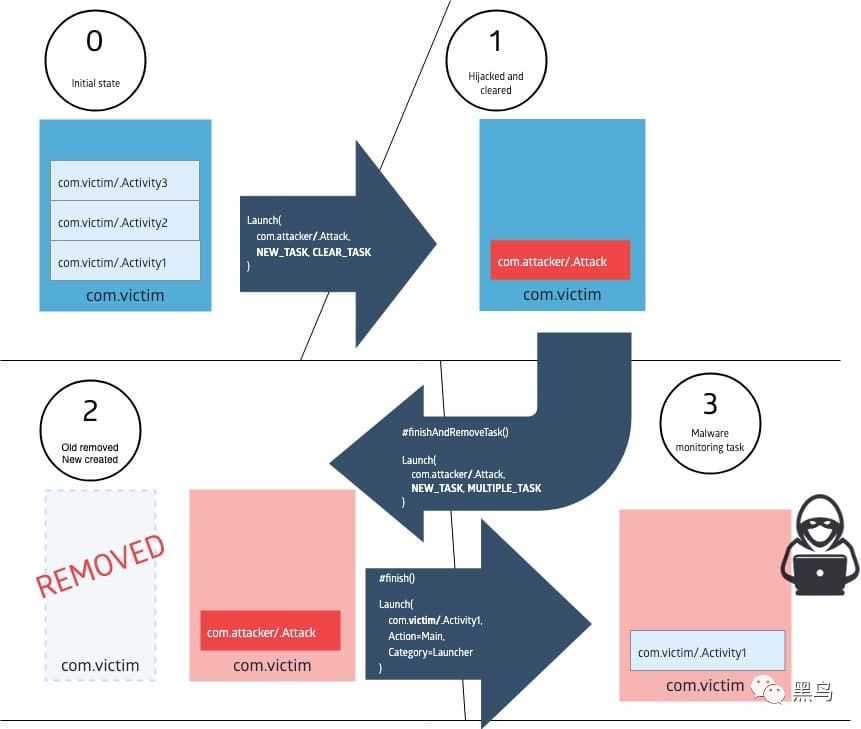 0
Initial state
com.victim/.Activity3
com.victim/.Activity2
com.victim/.Activity1
com.victim
Launch(
com.attacker/.Attack,
NEW_TASK, CLEAR_TASK
)
1
Hijacked and
cleared
com.attacker/.Attack
com.victim
#finishAndRemoveTask()
Launch(
com.attacker/.Attack,
NEW_TASK, MULTIPLE_TASK
)
2
Old removed
New created
REMOVED
com.victim
com.attacker/.Attack
com.victim
#finish()
Launch(
com.victim/.Activity1,
Action=Main,
Category=Launcher
)
3
Malware
monitoring task
com.victim/.Activity1
com.victim
黑鸟